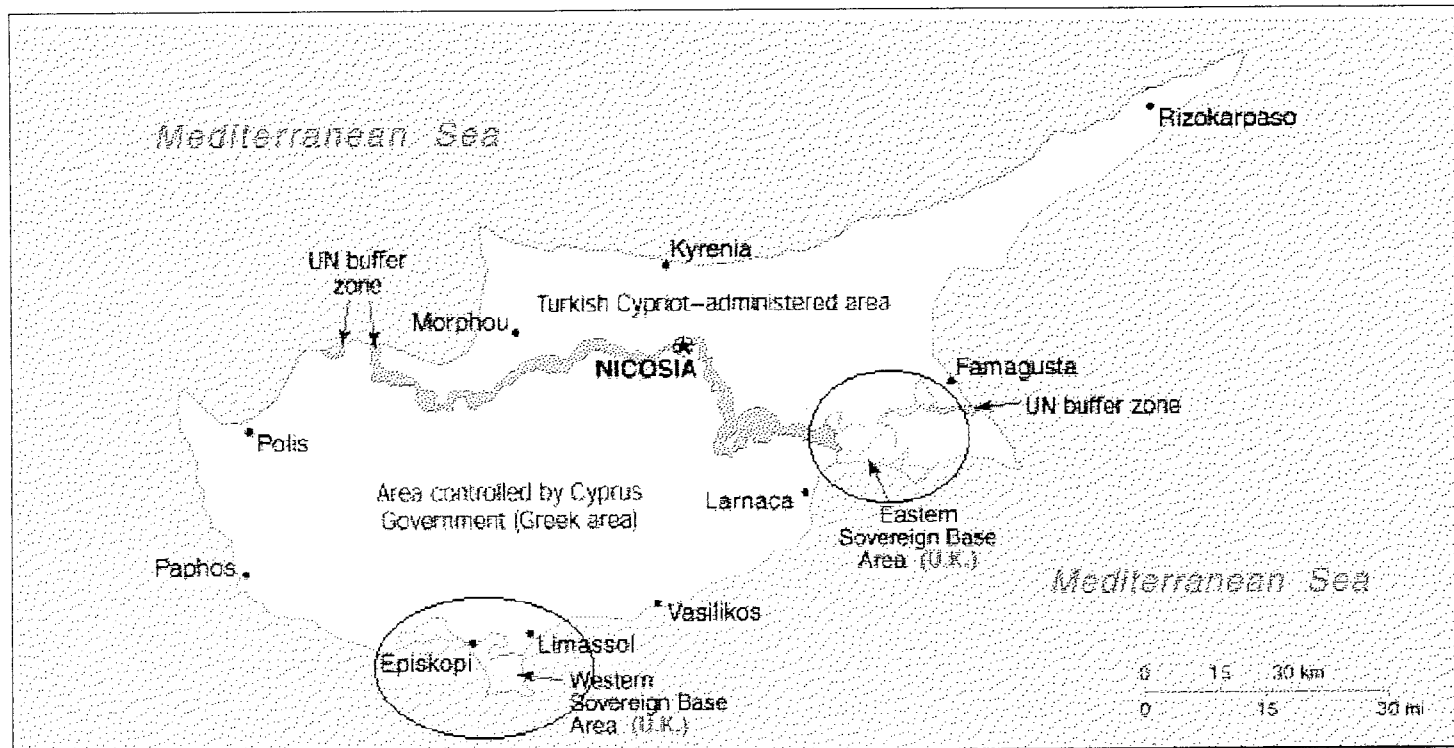 Mediterranean Sea
Rizokarpaso
UN buffer
zone
Kyrenia
Turkish Cypriot-administered area
Morphou
NICOSIA
Famagusta
UN buffer zone
Polis
Area controlled by Cyprus
Government (Greek area)
Larnaca
Eastern
Sovereign Base
Area (U.K.)
Paphos
Mediterranean Sea
Vasilikos
Limassol
Episkopi
Western
Sovereign Base
Area (U.K.)
0 15 30 km
0 15 30 mi